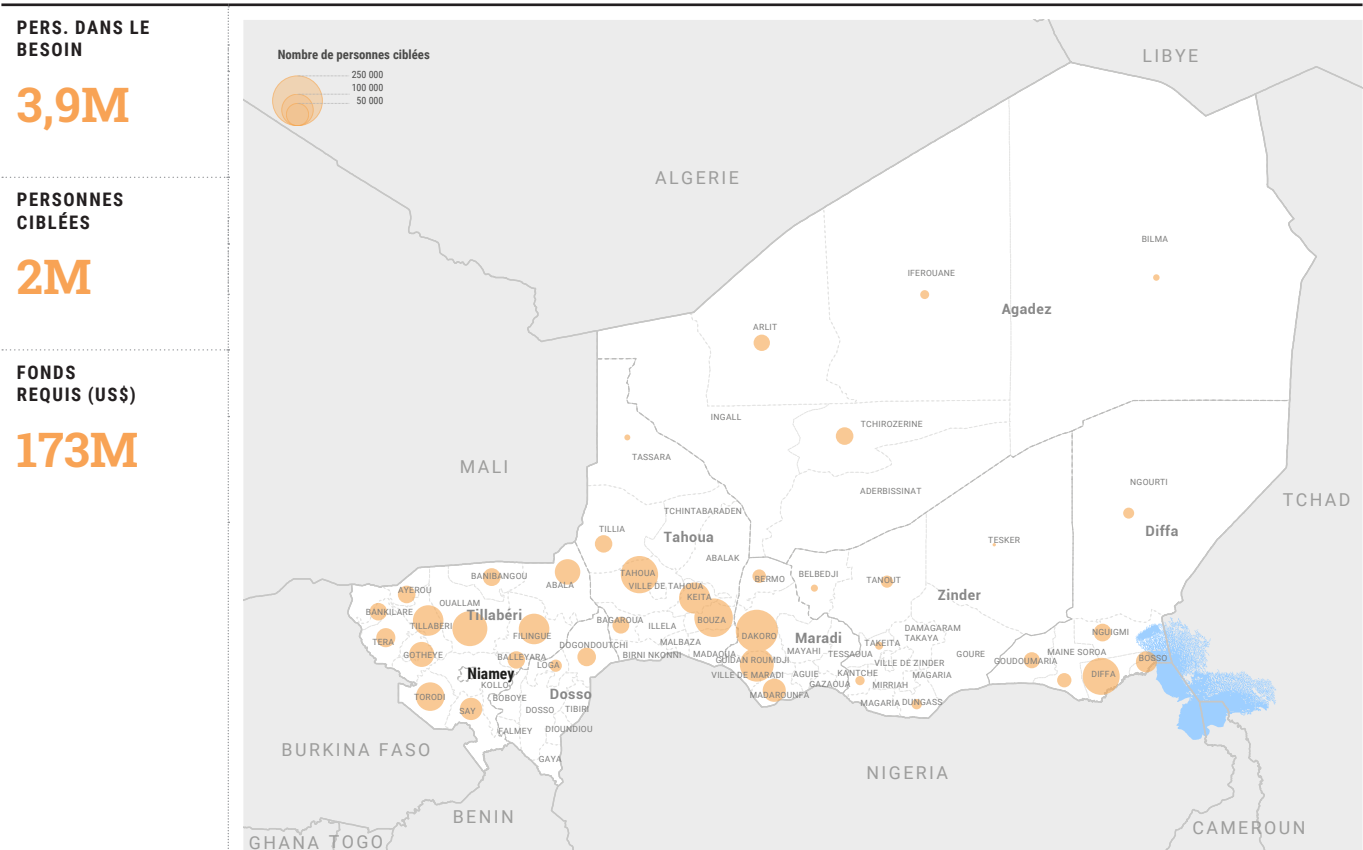 PERS. DANS LE
BESOIN
3,9M
PERSONNES
CIBLÉES
2M
FONDS
REQUIS (US$)
173M
Nombre de personnes ciblées
250 000
100 000
50 000
LIBYE
ALGERIE
BILMA
IFEROUANE
Agadez
ARLIT
INGALL
TCHIROZERINE
MALI
TASSARA
NGOURTI
ADERBISSINAT
TCHAD
TCHINTABARADEN
TILLIA
Tahoua
Diffa
TESKER
ABALAK
BANIBANGOU
ABALA
TAHOUA
VILLE DE TAHOUA
BERMO
BELBEDJI
TANOUT
AYEROU
KEITA
Zinder
OUALLAM
BANKILARE
Tillabéri
TILLABERI
BAGAROUA
ILLELA
BOUZA
DAMAGARAM
TAKAYA
NGUIGMI
TERA
FILINGUE
DAKORO
Maradi
DOGONDOUTCHI
MALBAZA
TAKEITA
GOTHEYE
BALLEYARA
BIRNI NKONNI
MADAOUA
MAYAHI
TESSAOUA
GOURE
MAINE SOROA
GUIDAN ROUMDJI
GOUDOUMARIA
BOSSO
LOGA
VILLE DE ZINDER
Niamey
VILLE DE MARADI
AGUIE
KANTCHE
MAGARIA
DIFFA
KOLLO
GAZAOUA
MIRRIAH
TORODI
BOBOYE
Dosso
MADAROUNFA
MAGARIA
DUNGASS
SAY
DOSSO
TIBIRI
FALMEY
DIOUNDIOU
BURKINA FASO
GAYA
NIGERIA
BENIN
CAMEROUN
GHANA
TOGO